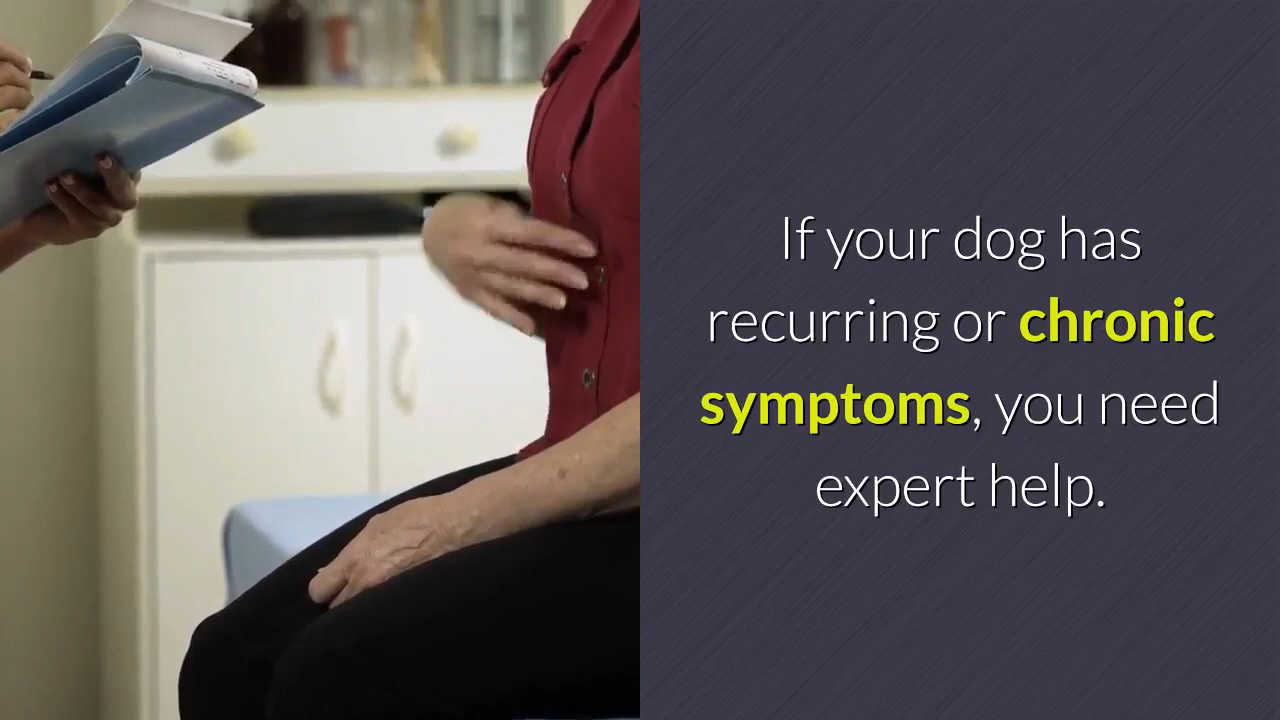 If your dog has
recurring or chronic
symptoms, you need
expert help.